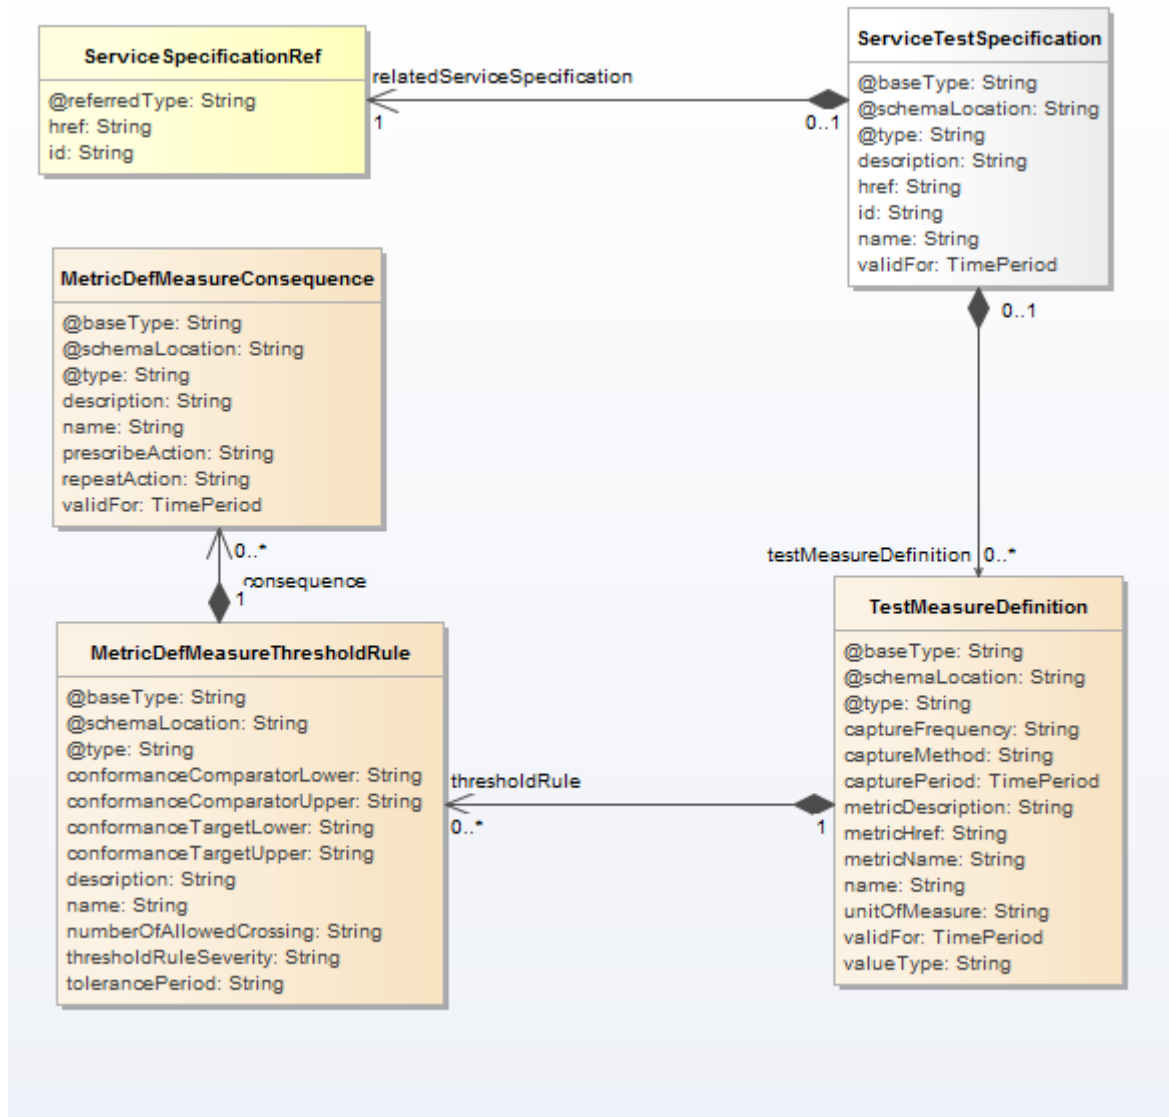 ServiceSpecificationRef
@referredType: String
href: String
id: String
relatedServiceSpecification
1
0..1
ServiceTestSpecification
@baseType: String
@schemaLocation: String
@type: String
description: String
href: String
id: String
name: String
validFor: TimePeriod
0..1
MetricDefMeasureConsequence
@baseType: String
@schemaLocation: String
@type: String
description: String
name: String
prescribeAction: String
repeatAction: String
validFor: TimePeriod
0..*
consequence
1
testMeasureDefinition
0..*
MetricDefMeasureThresholdRule
@baseType: String
@schemaLocation: String
@type: String
conformanceComparatorLower: String
conformanceComparatorUpper: String
conformanceTargetLower: String
conformanceTargetUpper: String
description: String
name: String
numberOfAllowedCrossing: String
thresholdRuleSeverity: String
tolerancePeriod: String
thresholdRule
0..*
1
TestMeasureDefinition
@baseType: String
@schemaLocation: String
@type: String
captureFrequency: String
captureMethod: String
capturePeriod: TimePeriod
metricDescription: String
metricHref: String
metricName: String
name: String
unitOfMeasure: String
validFor: TimePeriod
valueType: String